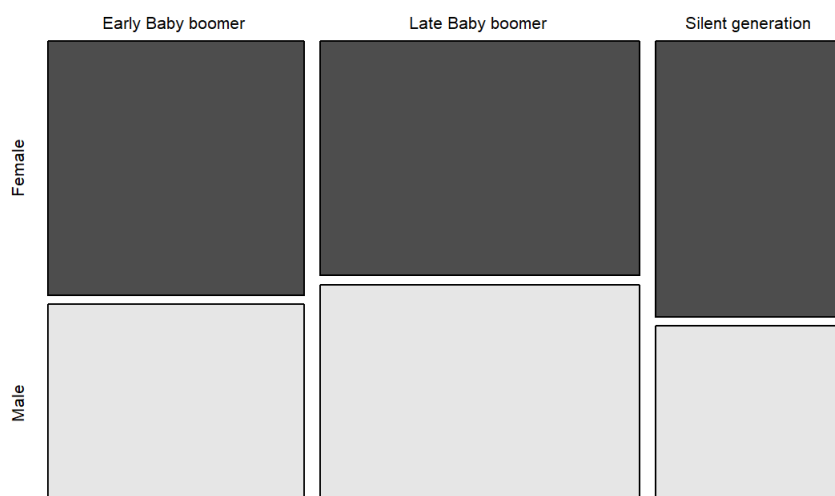 Early Baby boomer
Late Baby boomer
Silent generation
Female
Male